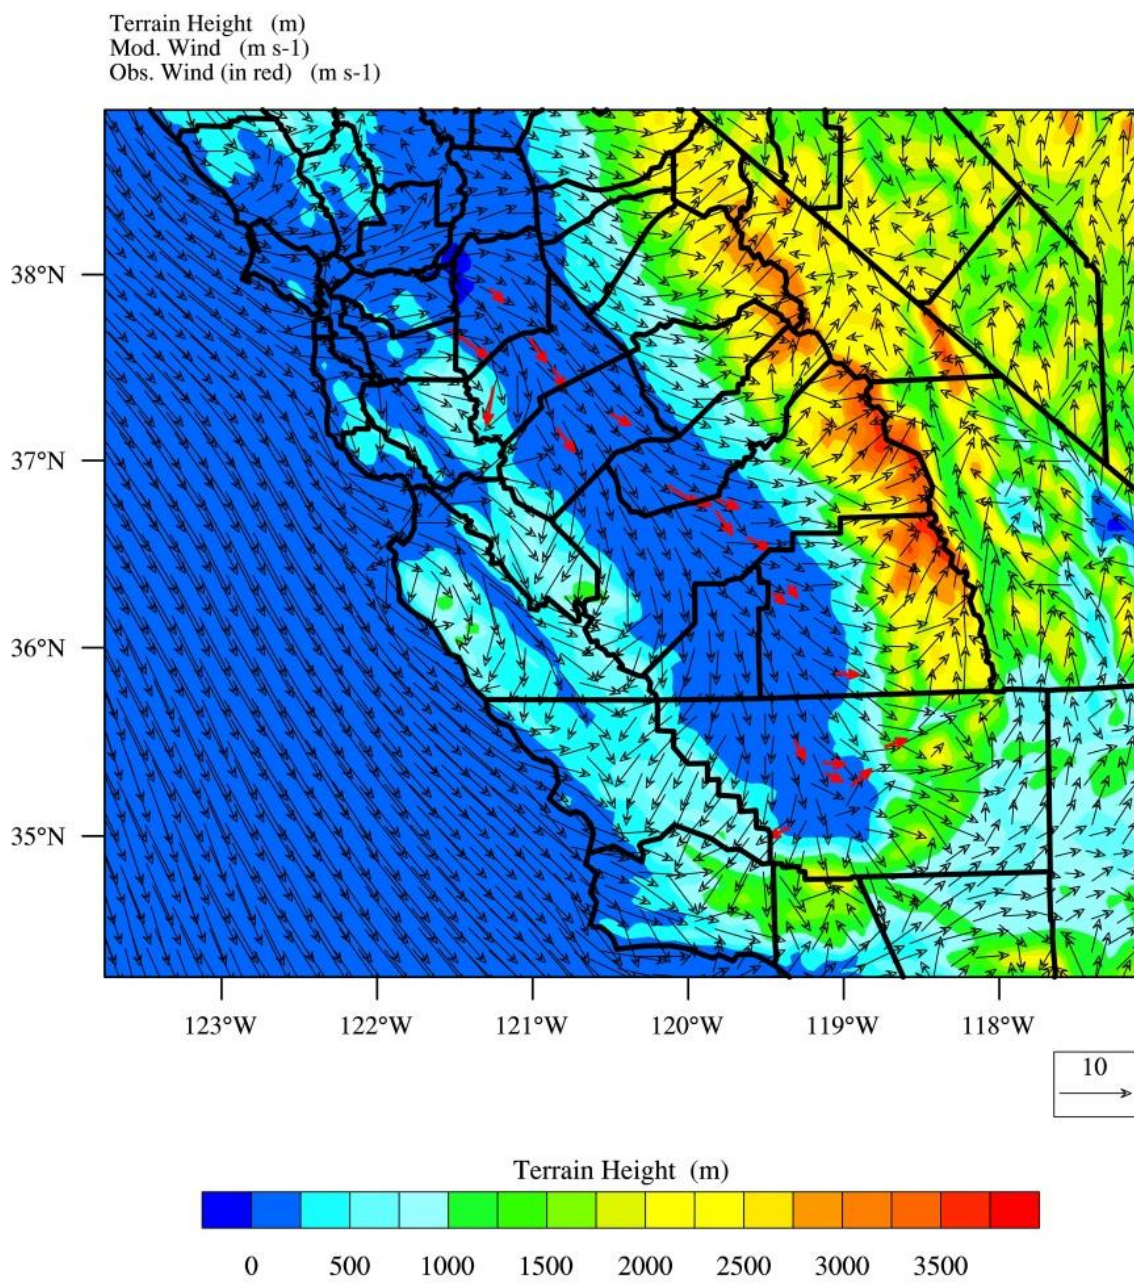 Terrain Height (m)
Mod. Wind (m s-1)
Obs. Wind (in red) (m s-1)
38°N
37°N
36°N
35°N
123°W 122°W 121°W 120°W 119°W 118°W
10
Terrain Height (m)
0 500 1000 1500 2000 2500 3000 3500